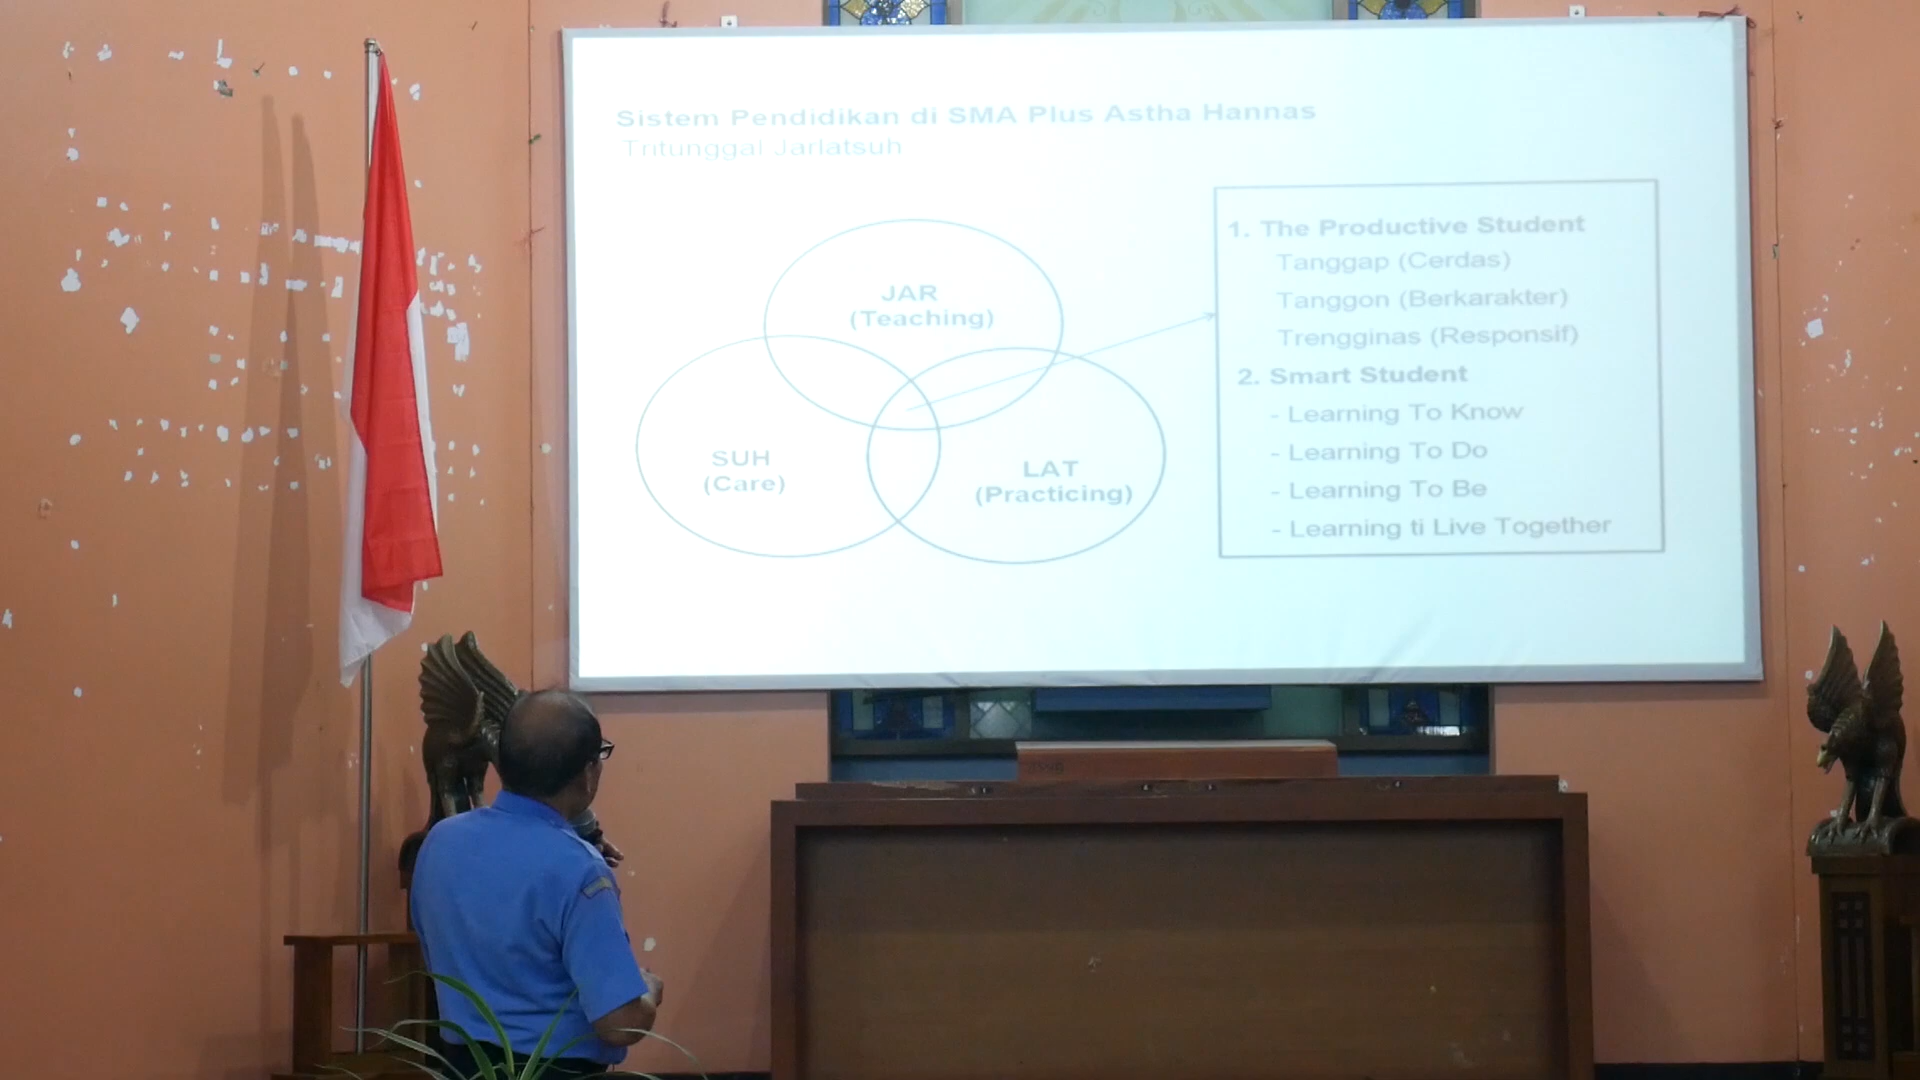 Sistem Pendidikan di SMA Plus Astha Hannas
Tritunggal Jarlatsuh
JAR
(Teaching)
SUH
(Care)
LAT
(Practicing)
1. The Productive Student
Tanggap (Cerdas)
Tanggon (Berkarakter)
Trengginas (Responsif)
2. Smart Student
- Learning To Know
- Learning To Do
- Learning To Be
- Learning ti Live Together